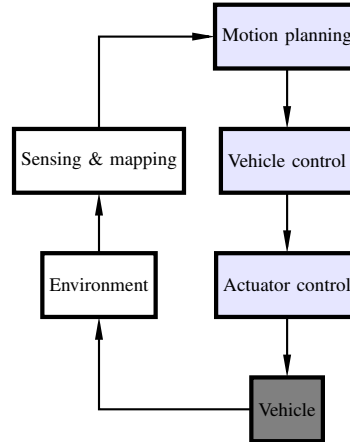 Motion planning
Sensing & mapping
Vehicle control
Environment
Actuator control
Vehicle